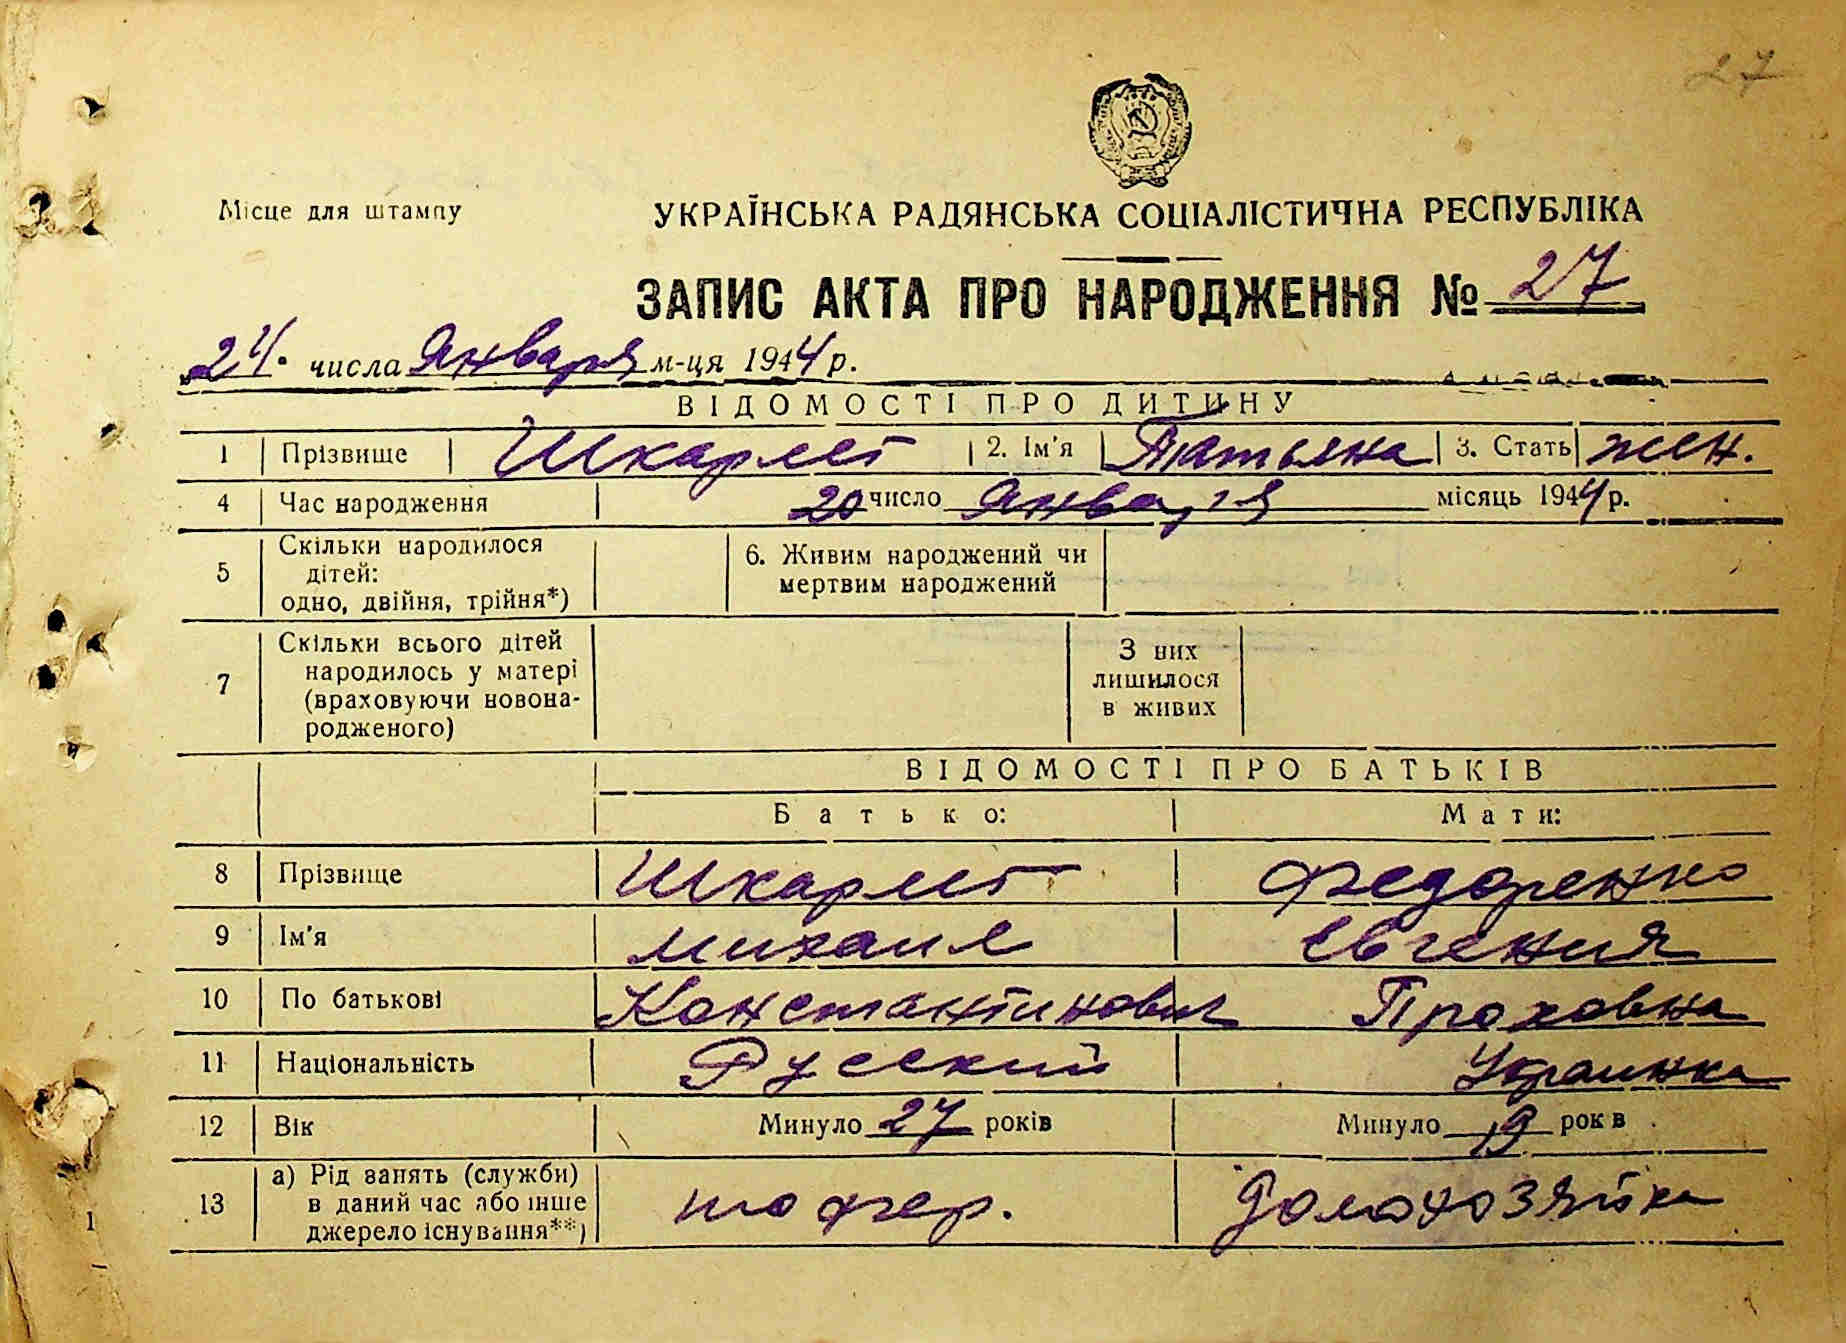 27
Місце для штампу
УКРАЇНСЬКА РАДЯНСЬКА СОЦІАЛІСТИЧНА РЕСПУБЛІКА
ЗАПИС АКТА ПРО НАРОДЖЕННЯ № 27
24. числа Января м-ця 1944 р.
ВІДОМОСТІ ПРО ДИТИНУ
1 Прізвище Шкарлет 2. Ім'я Татьяна 3. Стать жен.
4 Час народження 20 число Января місяць 1944 р.
5 Скільки народилося дітей: одно, двійня, трійня*) 6. Живим народжений чи мертвим народжений
7 Скільки всього дітей народилось у матері (враховуючи новонародженого) З них лишилося в живих
ВІДОМОСТІ ПРО БАТЬКІВ
Батько: Мати:
8 Прізвище Шкарлет Федоренко
9 Ім'я Михаил Евгения
10 По батькові Константинович Проховна
11 Національність Русский Украинка
12 Вік Минуло 27 років Минуло 19 рок в
13 а) Рід занять (служби) в даний час або інше джерело існування**) шофер. Домохозяйка
1